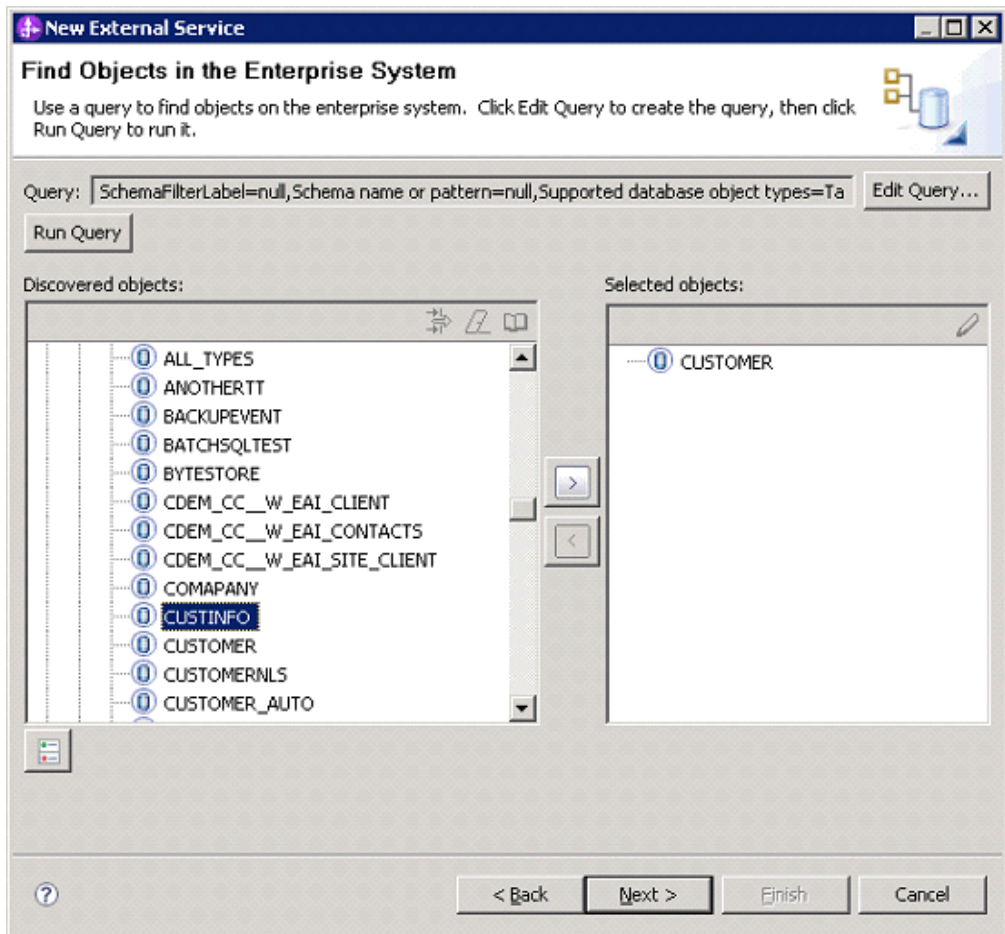 New External Service
Find Objects in the Enterprise System
Use a query to find objects on the enterprise system. Click Edit Query to create the query, then click
Run Query to run it.
Query: SchemaFilterLabel=null,Schema name or pattern=null,Supported database object types=Ta Edit Query...
Run Query
Discovered objects: Selected objects:
ALL_TYPES CUSTOMER
ANOTHERTT
BACKUPEVENT
BATCHSQLTEST
BYTESTORE
CDEM_CC__W_EAI_CLIENT
CDEM_CC__W_EAI_CONTACTS
CDEM_CC__W_EAI_SITE_CLIENT
COMAPANY
CUSTINFO
CUSTOMER
CUSTOMERNLS
CUSTOMER_AUTO
< Back Next > Finish Cancel